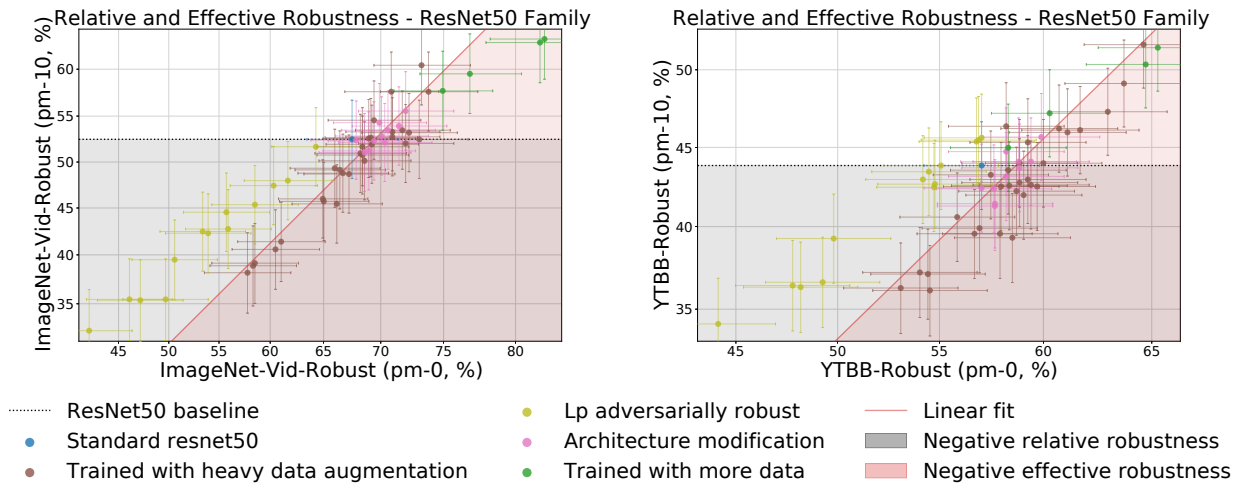 Relative and Effective Robustness - ResNet50 Family
ImageNet-Vid-Robust (pm-10, %)
60
55
50
45
40
35
45
50
55
60
65
70
75
80
ImageNet-Vid-Robust (pm-0, %)
Relative and Effective Robustness - ResNet50 Family
YTBB-Robust (pm-10, %)
50
45
40
35
45
50
55
60
65
YTBB-Robust (pm-0, %)
ResNet50 baseline
Standard resnet50
Trained with heavy data augmentation
Lp adversarially robust
Architecture modification
Trained with more data
Linear fit
Negative relative robustness
Negative effective robustness